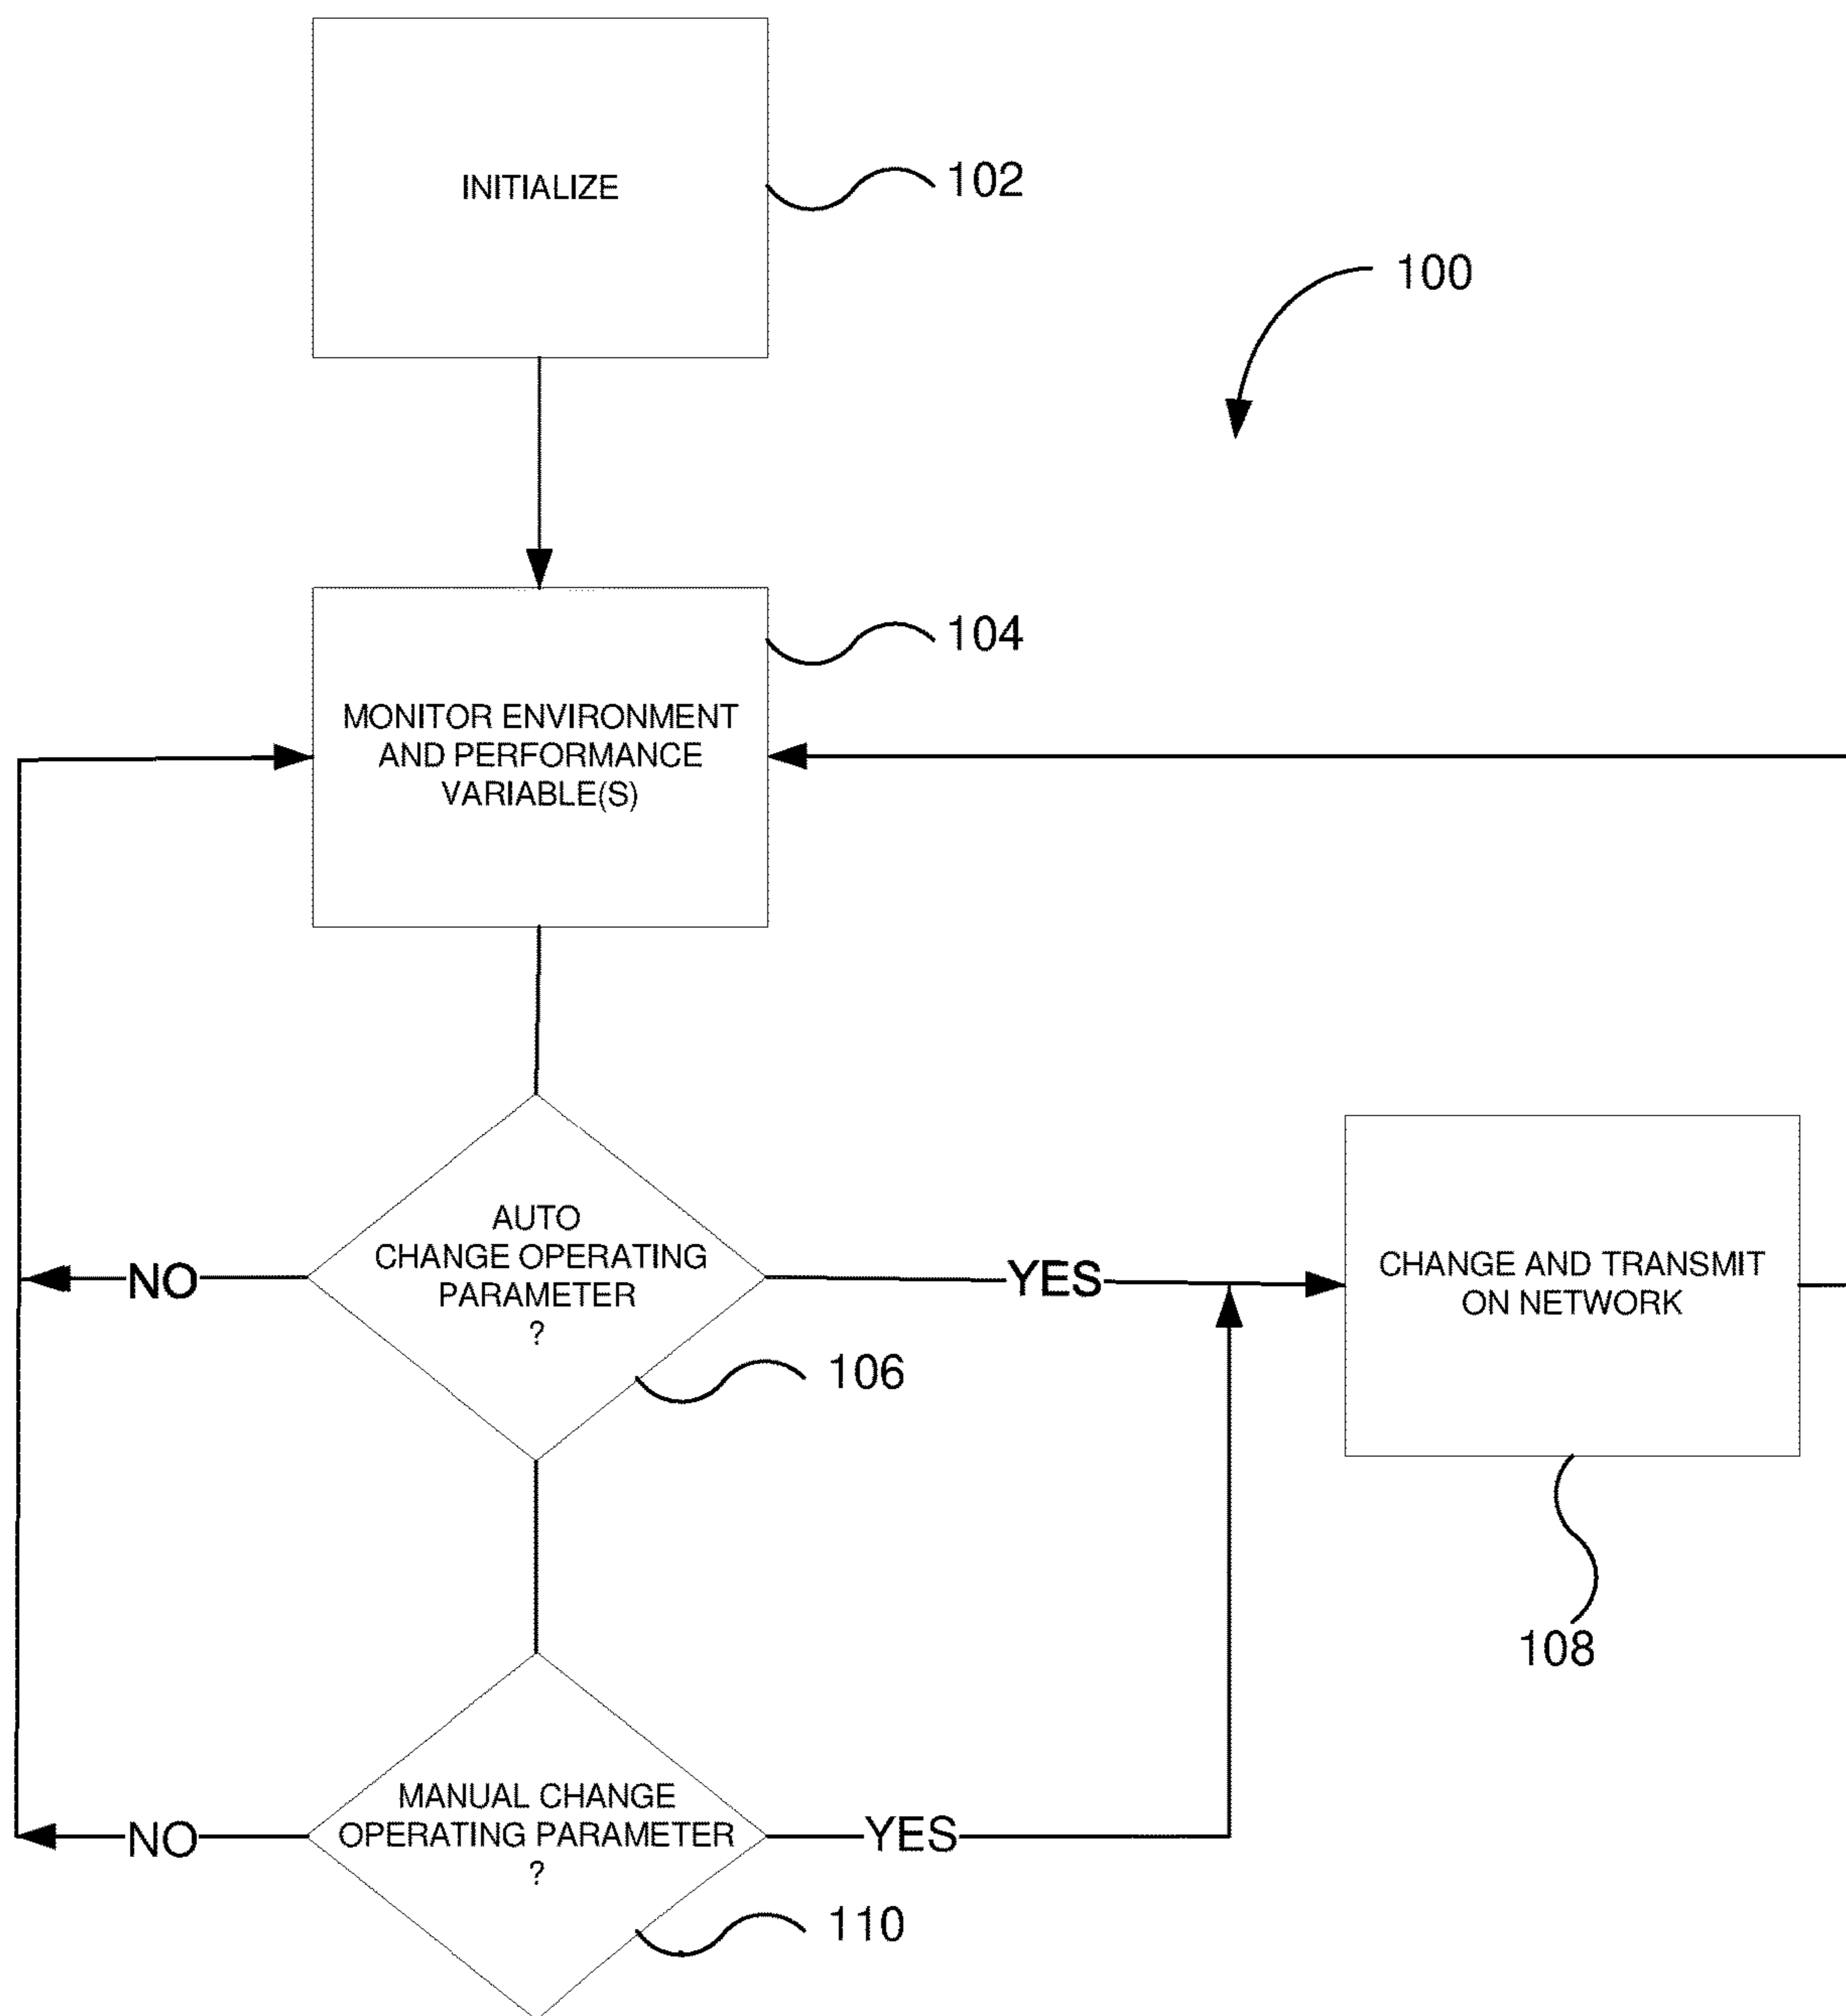 INITIALIZE
102
100
104
MONITOR ENVIRONMENT
AND PERFORMANCE
VARIABLE(S)
AUTO
CHANGE OPERATING
PARAMETER
?
NO
YES
106
CHANGE AND TRANSMIT
ON NETWORK
108
MANUAL CHANGE
OPERATING PARAMETER
?
NO
YES
110